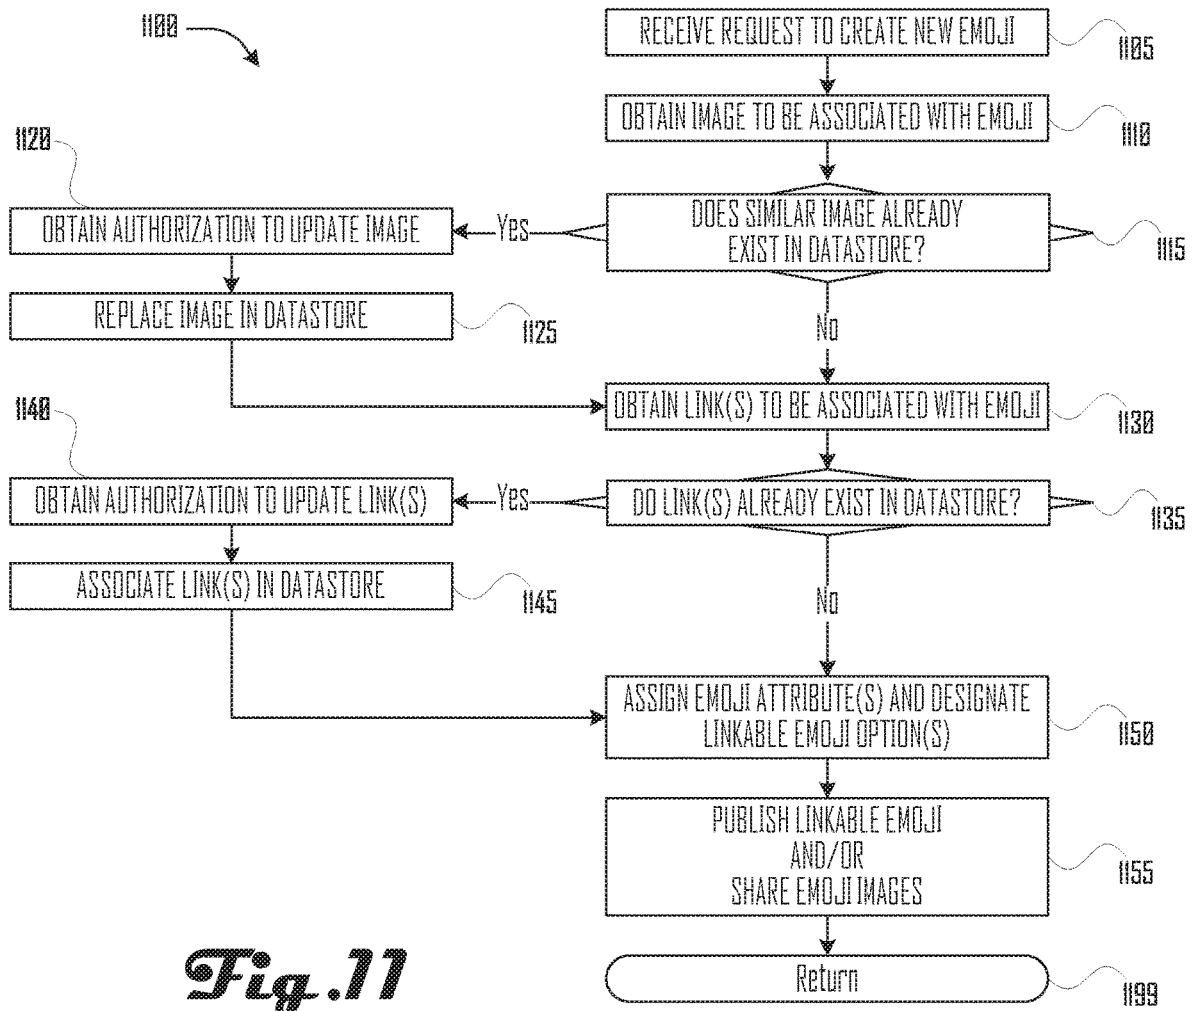 1100
RECEIVE REQUEST TO CREATE NEW EMOJI
1105
OBTAIN IMAGE TO BE ASSOCIATED WITH EMOJI
1110
DOES SIMILAR IMAGE ALREADY
EXIST IN DATASTORE?
1115
Yes
1120
OBTAIN AUTHORIZATION TO UPDATE IMAGE
REPLACE IMAGE IN DATASTORE
1125
No
OBTAIN LINK(S) TO BE ASSOCIATED WITH EMOJI
1130
DO LINK(S) ALREADY EXIST IN DATASTORE?
1135
Yes
1140
OBTAIN AUTHORIZATION TO UPDATE LINK(S)
ASSOCIATE LINK(S) IN DATASTORE
1145
No
ASSIGN EMOJI ATTRIBUTE(S) AND DESIGNATE
LINKABLE EMOJI OPTION(S)
1150
PUBLISH LINKABLE EMOJI
AND/OR
SHARE EMOJI IMAGES
1155
Return
1199
Fig.11